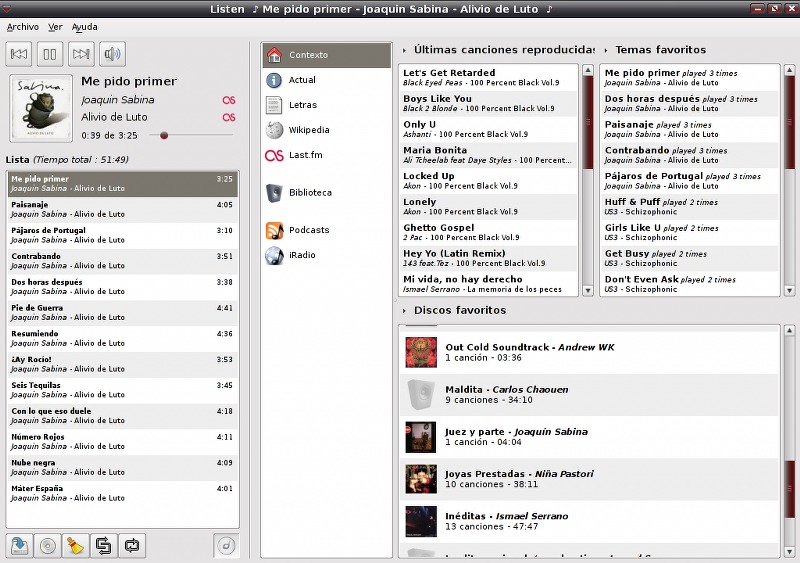 Listen ♪ Me pido primer - Joaquin Sabina - Alivio de Luto ♪
Archivo Ver Ayuda
Me pido primer
Joaquin Sabina
Alivio de Luto
0:39 de 3:25
Lista (Tiempo total : 51:49)
Me pido primer 3:25
Joaquin Sabina - Alivio de Luto
Paisanaje 4:05
Joaquin Sabina - Alivio de Luto
Pájaros de Portugal 3:10
Joaquin Sabina - Alivio de Luto
Contrabando 3:51
Joaquin Sabina - Alivio de Luto
Dos horas después 3:38
Joaquin Sabina - Alivio de Luto
Pie de Guerra 4:41
Joaquin Sabina - Alivio de Luto
Resumiendo 4:36
Joaquin Sabina - Alivio de Luto
¿Ay Rocio! 3:53
Joaquin Sabina - Alivio de Luto
Seis Tequilas 3:45
Joaquin Sabina - Alivio de Luto
Con lo que eso duele 4:18
Joaquin Sabina - Alivio de Luto
Número Rojos 4:11
Joaquin Sabina - Alivio de Luto
Nube negra 4:09
Joaquin Sabina - Alivio de Luto
Máter España 4:01
Joaquin Sabina - Alivio de Luto
Contexto
Actual
Letras
Wikipedia
Last.fm
Biblioteca
Podcasts
iRadio
Últimas canciones reproducidas
Let's Get Retarded
Black Eyed Peas - 100 Percent Black Vol.9
Boys Like You
Black 2 Blonde - 100 Percent Black Vol.9
Only U
Ashanti - 100 Percent Black Vol.9
Maria Bonita
Ali Tcheelab feat Daye Styles - 100 Percent...
Locked Up
Akon - 100 Percent Black Vol.9
Lonely
Akon - 100 Percent Black Vol.9
Ghetto Gospel
2 Pac - 100 Percent Black Vol.9
Hey Yo (Latin Remix)
143 feat.Tez - 100 Percent Black Vol.9
Mi vida, no hay derecho
Ismael Serrano - La memoria de los peces
Temas favoritos
Me pido primer played 3 times
Joaquin Sabina - Alivio de Luto
Dos horas después played 3 times
Joaquin Sabina - Alivio de Luto
Paisanaje played 3 times
Joaquin Sabina - Alivio de Luto
Contrabando played 3 times
Joaquin Sabina - Alivio de Luto
Pájaros de Portugal played 3 times
Joaquin Sabina - Alivio de Luto
Huff & Puff played 2 times
US3 - Schizophonic
Girls Like U played 2 times
US3 - Schizophonic
Get Busy played 2 times
US3 - Schizophonic
Don't Even Ask played 2 times
US3 - Schizophonic
Discos favoritos
Out Cold Soundtrack - Andrew WK
1 canción - 03:36
Maldita - Carlos Chaouen
9 canciones - 34:10
Juez y parte - Joaquín Sabina
1 canción - 04:04
Joyas Prestadas - Niña Pastori
10 canciones - 38:11
Inéditas - Ismael Serrano
13 canciones - 47:47